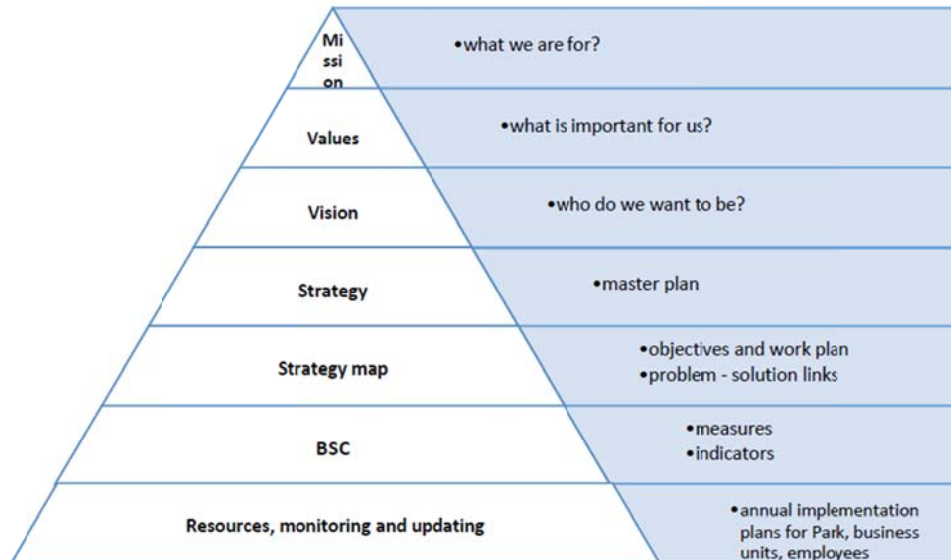 Mi
ssi
on
•what we are for?
Values
•what is important for us?
Vision
•who do we want to be?
Strategy
•master plan
Strategy map
•objectives and work plan
•problem - solution links
BSC
•measures
•indicators
Resources, monitoring and updating
•annual implementation
plans for Park, business
units, employees